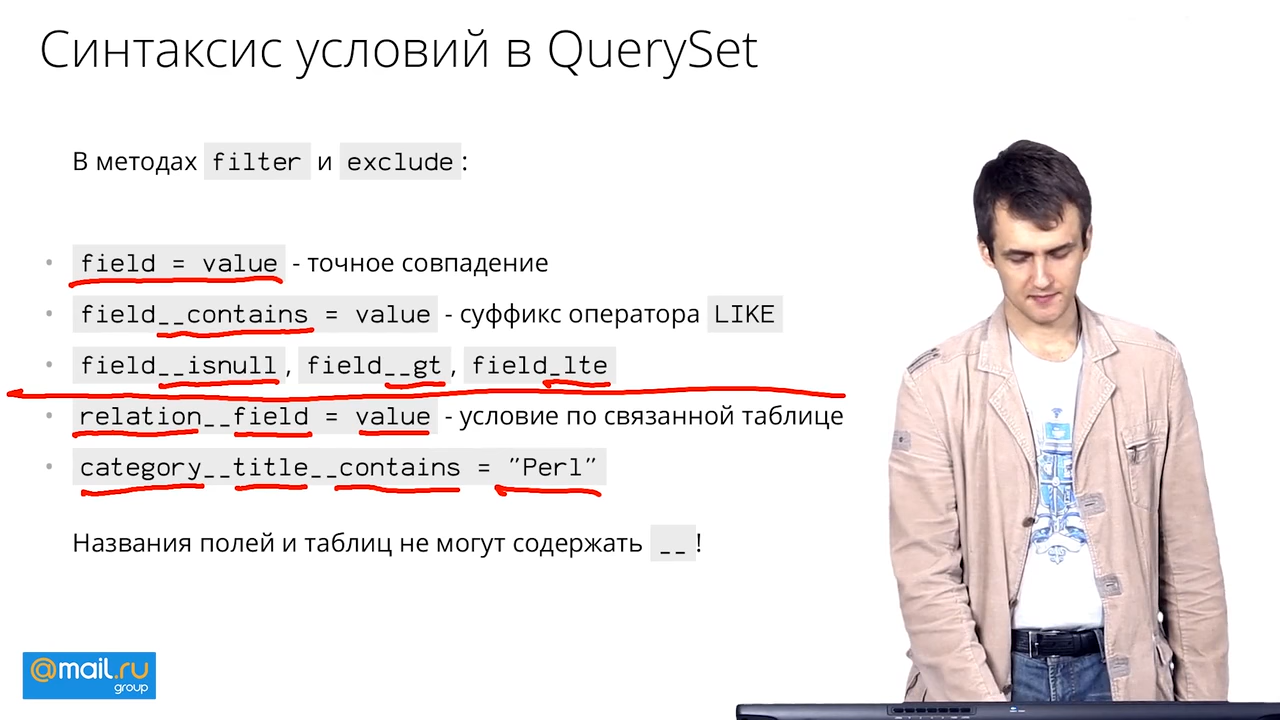 Синтаксис условий в QuerySet
В методах filter и exclude:
• field = value - точное совпадение
• field__contains = value - суффикс оператора LIKE
• field__isnull, field__gt, field_lte
• relation__field = value - условие по связанной таблице
• category__title__contains = ”Perl”
Названия полей и таблиц не могут содержать __!
@mail.ru
group